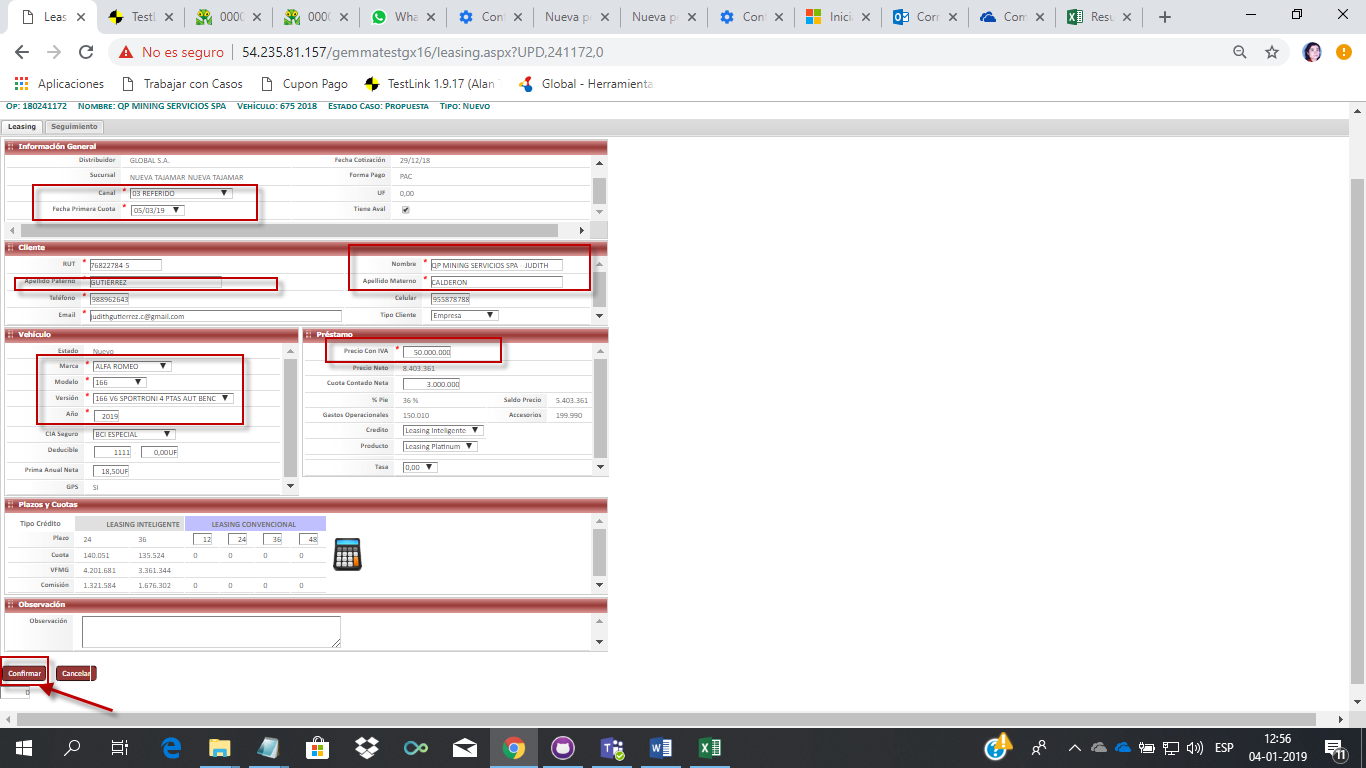 Leas
TestL
0000
0000
Wha
Cont
Nueva p
Nueva p
Cont
Inici
Corr
Com
Resu
No es seguro | 54.235.81.157/gemmatestgx16/leasing.aspx?UPD,241172,0
Aplicaciones Trabajar con Casos Cupon Pago TestLink 1.9.17 (Alan Global - Herramienta
Op: 180241172 Nombre: QP MINING SERVICIOS SPA Vehículo: 675 2018 Estado Caso: Propuesta Tipo: Nuevo
Leasing Seguimiento
Información General
Distribuidor GLOBAL S.A. Fecha Cotización 29/12/18
Sucursal NUEVA TAJAMAR NUEVA TAJAMAR Forma Pago PAC
Canal * 03 REFERIDO UF 0,00
Fecha Primera Cuota * 05/03/19 Tiene Aval
Cliente
RUT * 76822784-5 Nombre * QP MINING SERVICIOS SPA - JUDITH
Apellido Paterno * GUTIERREZ Apellido Materno * CALDERON
Teléfono * 988962643 Celular 955878788
Email * judithgutierrez.c@gmail.com Tipo Cliente Empresa
Vehículo
Estado Nuevo
Marca * ALFA ROMEO
Modelo * 166
Versión * 166 V6 SPORTRONI 4 PTAS AUT BENC
Año * 2019
CIA Seguro BCI ESPECIAL
Deducible 1111 0,00UF
Prima Anual Neta 18,50UF
GPS SI
Préstamo
Precio Con IVA * 50.000.000
Precio Neto 8.403.361
Cuota Contado Neta 3.000.000
% Pie 36 % Saldo Precio 5.403.361
Gastos Operacionales 150.010 Accesorios 199.990
Credito Leasing Inteligente
Producto Leasing Platinum
Tasa 0,00
Plazos y Cuotas
Tipo Crédito LEASING INTELIGENTE LEASING CONVENCIONAL
Plazo 24 36 12 24 36 48
Cuota 140.051 135.524 0 0 0 0
VFMG 4.201.681 3.361.344
Comisión 1.321.584 1.676.302 0 0 0 0
Observación
Observación
Confirmar Cancelar
0
ESP
12:56
04-01-2019
11